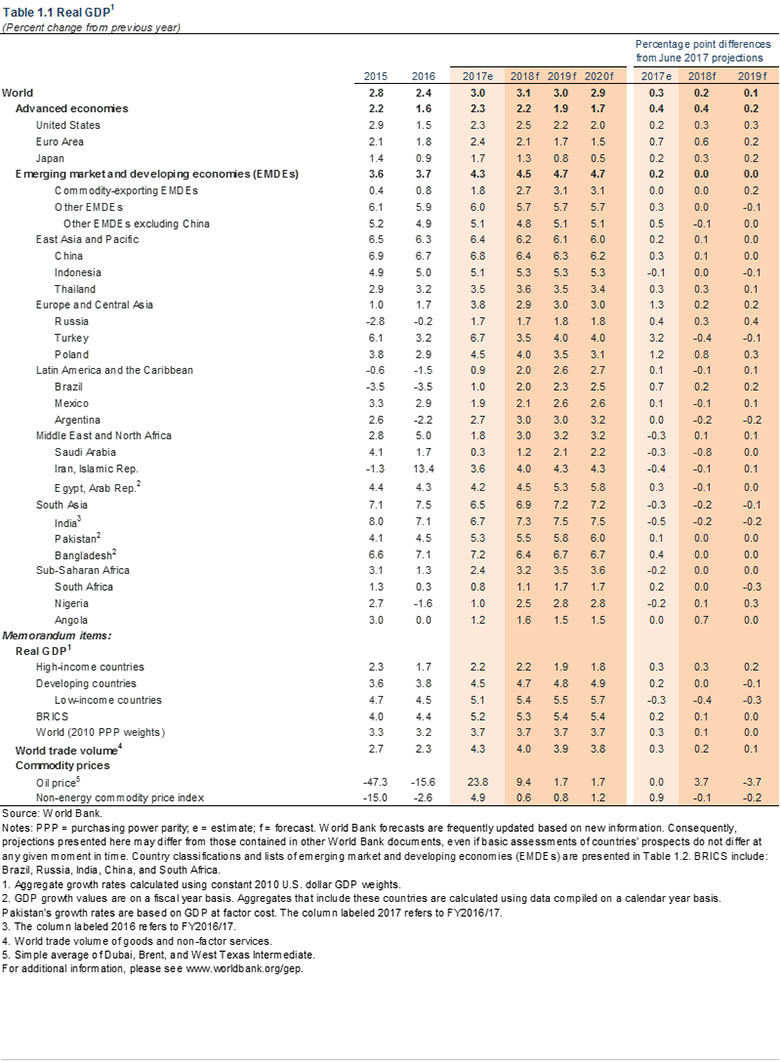 Table 1.1 Real GDP1
(Percent change from previous year)
Percentage point differences
from June 2017 projections
2015 2016 2017e 2018f 2019f 2020f 2017e 2018f 2019f
World 2.8 2.4 3.0 3.1 3.0 2.9 0.3 0.2 0.1
Advanced economies 2.2 1.6 2.3 2.2 1.9 1.7 0.4 0.4 0.2
United States 2.9 1.5 2.3 2.5 2.2 2.0 0.2 0.3 0.3
Euro Area 2.1 1.8 2.4 2.1 1.7 1.5 0.7 0.6 0.2
Japan 1.4 0.9 1.7 1.3 0.8 0.5 0.2 0.3 0.2
Emerging market and developing economies (EMDEs) 3.6 3.7 4.3 4.5 4.7 4.7 0.2 0.0 0.0
Commodity-exporting EMDEs 0.4 0.8 1.8 2.7 3.1 3.1 0.0 0.0 0.2
Other EMDEs 6.1 5.9 6.0 5.7 5.7 5.7 0.3 0.0 -0.1
Other EMDEs excluding China 5.2 4.9 5.1 4.8 5.1 5.1 0.5 -0.1 0.0
East Asia and Pacific 6.5 6.3 6.4 6.2 6.1 6.0 0.2 0.1 0.0
China 6.9 6.7 6.8 6.4 6.3 6.2 0.3 0.1 0.0
Indonesia 4.9 5.0 5.1 5.3 5.3 5.3 -0.1 0.0 -0.1
Thailand 2.9 3.2 3.5 3.6 3.5 3.4 0.3 0.3 0.1
Europe and Central Asia 1.0 1.7 3.8 2.9 3.0 3.0 1.3 0.2 0.2
Russia -2.8 -0.2 1.7 1.7 1.8 1.8 0.4 0.3 0.4
Turkey 6.1 3.2 6.7 3.5 4.0 4.0 3.2 -0.4 -0.1
Poland 3.8 2.9 4.5 4.0 3.5 3.1 1.2 0.8 0.3
Latin America and the Caribbean -0.6 -1.5 0.9 2.0 2.6 2.7 0.1 -0.1 0.1
Brazil -3.5 -3.5 1.0 2.0 2.3 2.5 0.7 0.2 0.2
Mexico 3.3 2.9 1.9 2.1 2.6 2.6 0.1 -0.1 0.1
Argentina 2.6 -2.2 2.7 3.0 3.0 3.2 0.0 -0.2 -0.2
Middle East and North Africa 2.8 5.0 1.8 3.0 3.2 3.2 -0.3 0.1 0.1
Saudi Arabia 4.1 1.7 0.3 1.2 2.1 2.2 -0.3 -0.8 0.0
Iran, Islamic Rep. -1.3 13.4 3.6 4.0 4.3 4.3 -0.4 -0.1 0.1
Egypt, Arab Rep.2 4.4 4.3 4.2 4.5 5.3 5.8 0.3 -0.1 0.0
South Asia 7.1 7.5 6.5 6.9 7.2 7.2 -0.3 -0.2 -0.1
India3 8.0 7.1 6.7 7.3 7.5 7.5 -0.5 -0.2 -0.2
Pakistan2 4.1 4.5 5.3 5.5 5.8 6.0 0.1 0.0 0.0
Bangladesh2 6.6 7.1 7.2 6.4 6.7 6.7 0.4 0.0 0.0
Sub-Saharan Africa 3.1 1.3 2.4 3.2 3.5 3.6 -0.2 0.0 0.0
South Africa 1.3 0.3 0.8 1.1 1.7 1.7 0.2 0.0 -0.3
Nigeria 2.7 -1.6 1.0 2.5 2.8 2.8 -0.2 0.1 0.3
Angola 3.0 0.0 1.2 1.6 1.5 1.5 0.0 0.7 0.0
Memorandum items:
Real GDP1
High-income countries 2.3 1.7 2.2 2.2 1.9 1.8 0.3 0.3 0.2
Developing countries 3.6 3.8 4.5 4.7 4.8 4.9 0.2 0.0 -0.1
Low-income countries 4.7 4.5 5.1 5.4 5.5 5.7 -0.3 -0.4 -0.3
BRICS 4.0 4.4 5.2 5.3 5.4 5.4 0.2 0.1 0.0
World (2010 PPP weights) 3.3 3.2 3.7 3.7 3.7 3.7 0.3 0.1 0.0
World trade volume4 2.7 2.3 4.3 4.0 3.9 3.8 0.3 0.2 0.1
Commodity prices
Oil price5 -47.3 -15.6 23.8 9.4 1.7 1.7 0.0 3.7 -3.7
Non-energy commodity price index -15.0 -2.6 4.9 0.6 0.8 1.2 0.9 -0.1 -0.2
Source: World Bank.
Notes: PPP = purchasing power parity; e = estimate; f = forecast. World Bank forecasts are frequently updated based on new information. Consequently,
projections presented here may differ from those contained in other World Bank documents, even if basic assessments of countries' prospects do not differ at
any given moment in time. Country classifications and lists of emerging market and developing economies (EMDEs) are presented in Table 1.2. BRICS include:
Brazil, Russia, India, China, and South Africa.
1. Aggregate growth rates calculated using constant 2010 U.S. dollar GDP weights.
2. GDP growth values are on a fiscal year basis. Aggregates that include these countries are calculated using data compiled on a calendar year basis.
Pakistan's growth rates are based on GDP at factor cost. The column labeled 2017 refers to FY2016/17.
3. The column labeled 2016 refers to FY2016/17.
4. World trade volume of goods and non-factor services.
5. Simple average of Dubai, Brent, and West Texas Intermediate.
For additional information, please see www.worldbank.org/gep.